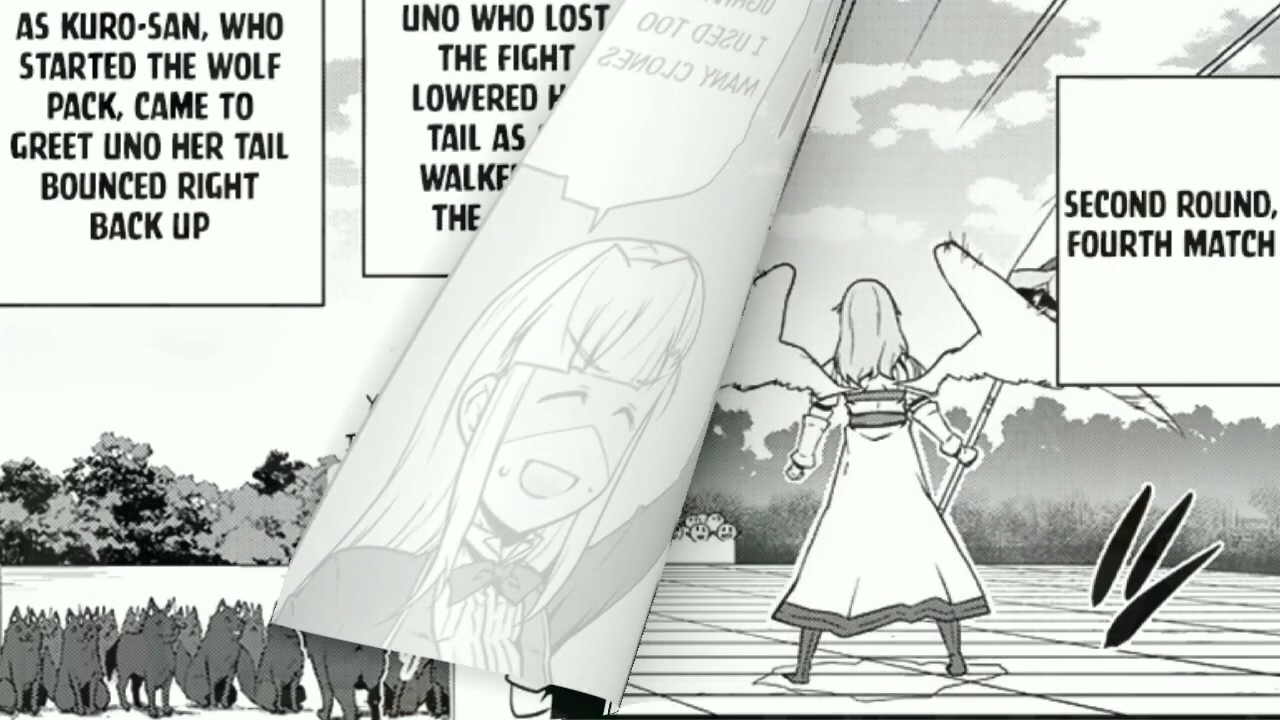 AS KURO-SAN, WHO
STARTED THE WOLF
PACK, CAME TO
GREET UNO HER TAIL
BOUNCED RIGHT
BACK UP
UNO WHO LOST
THE FIGHT
LOWERED
TAIL AS
THE
I USED TOO
MANY CLONES
SECOND ROUND,
FOURTH MATCH